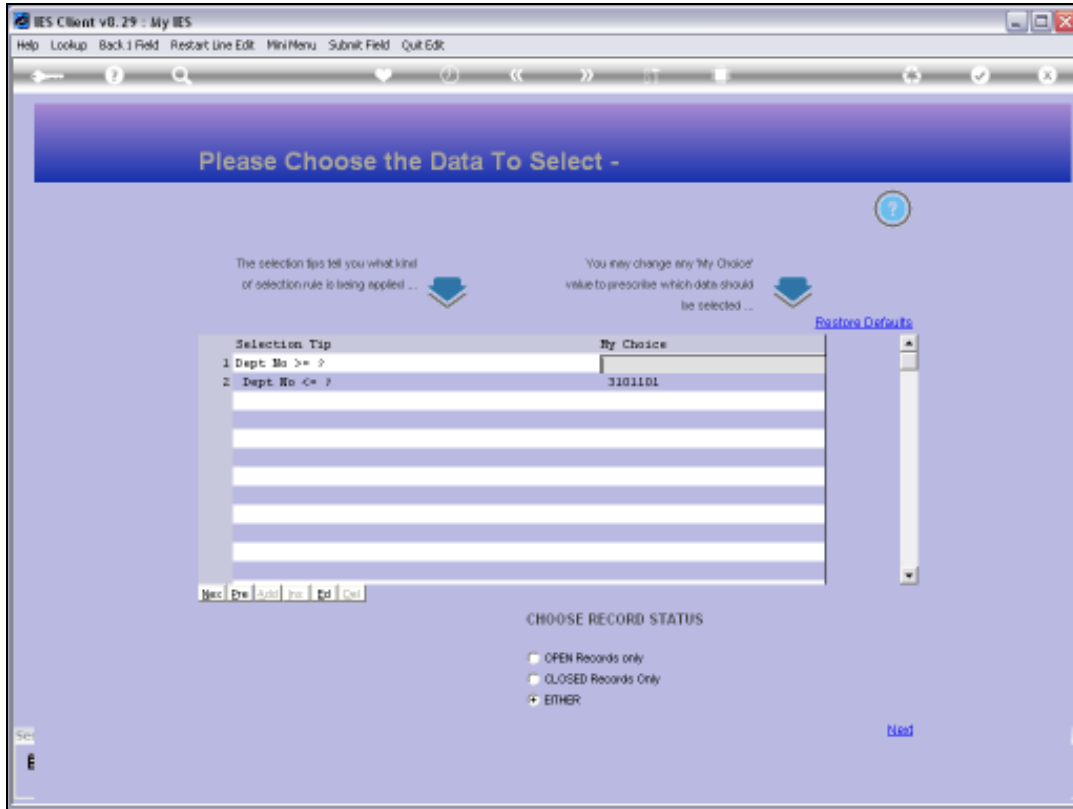 IES Client v8.29 : My IES
Help Lookup Back 1 Field Restart Line Edit MiniMenu Submit Field Quit Edit
Please Choose the Data To Select -
The selection tips tell you what kind
of selection rule is being applied ...
You may change any 'My Choice'
value to prescribe which data should
be selected ...
Restore Defaults
Selection Tip My Choice
1 Dept No >= ?
2 Dept No <= ? 3101101
Nex Pre Add Ins Ed Del
CHOOSE RECORD STATUS
OPEN Records only
CLOSED Records Only
EITHER
Next